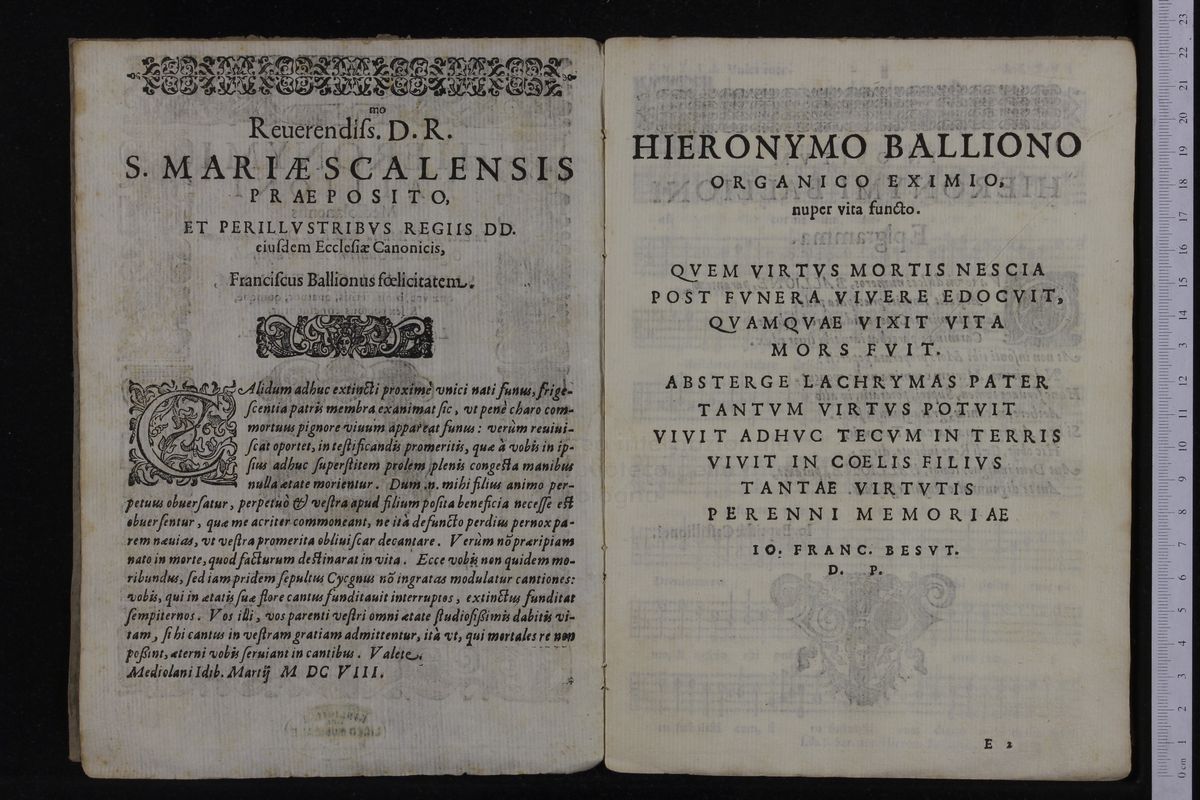 mo
Reuerendiſs. D. R.
S. MARIÆ SCALENSIS
PRAEPOSITO,
ET PERILLVSTRIBVS REGIIS DD.
eiuſdem Eccleſiæ Canonicis,
Franciſcus Ballionus fœlicitatem.
CAlidum adhuc extincti proximè vnici nati funus, frige-
ſcentia patris membra exanimat ſic, vt penè charo com-
mortuus pignore viuum appareat funus: verùm reuiui-
ſcat oportet, in teſtificandis promeritis, quæ à vobis in ip-
ſius adhuc ſuperſtitem prolem plenis congeſta manibus
nulla ætate morientur. Dum .n. mihi filius animo per-
petuus obuerſatur, perpetuò & veſtra apud filium poſita beneficia neceſſe eſt
obuerſentur, quæ me acriter commoneant, ne ità defuncto perdius pernox pa-
rem næuias, vt veſtra promerita obliuiſcar decantare. Verùm nõ præripiam
nato in morte, quod facturum deſtinarat in vita. Ecce vobis non quidem mo-
ribundus, ſed iam pridem ſepultus Cycgnus nõ ingratas modulatur cantiones:
vobis, qui in ætatis ſuæ flore cantus funditauit interruptos, extinctus funditat
ſempiternos. Vos illi, vos parenti veſtri omni ætate ſtudioſiſſimis dabitis vi-
tam, ſi hi cantus in veſtram gratiam admittentur, ità vt, qui mortales re non
poſſint, æterni vobis ſeruiant in cantibus. Valete.
Mediolani Idib. Martij M DC VIII.
HIERONYMO BALLIONO
ORGANICO EXIMIO,
nuper vita functo.
QVEM VIRTVS MORTIS NESCIA
POST FVNERA VIVERE EDOCVIT,
QVAMQVAE VIXIT VITA
MORS FVIT.
ABSTERGE LACHRYMAS PATER
TANTVM VIRTVS POTVIT
VIVIT ADHVC TECVM IN TERRIS
VIVIT IN COELIS FILIVS
TANTAE VIRTVTIS
PERENNI MEMORIAE
IO. FRANC. BESVT.
D. P.
E 2